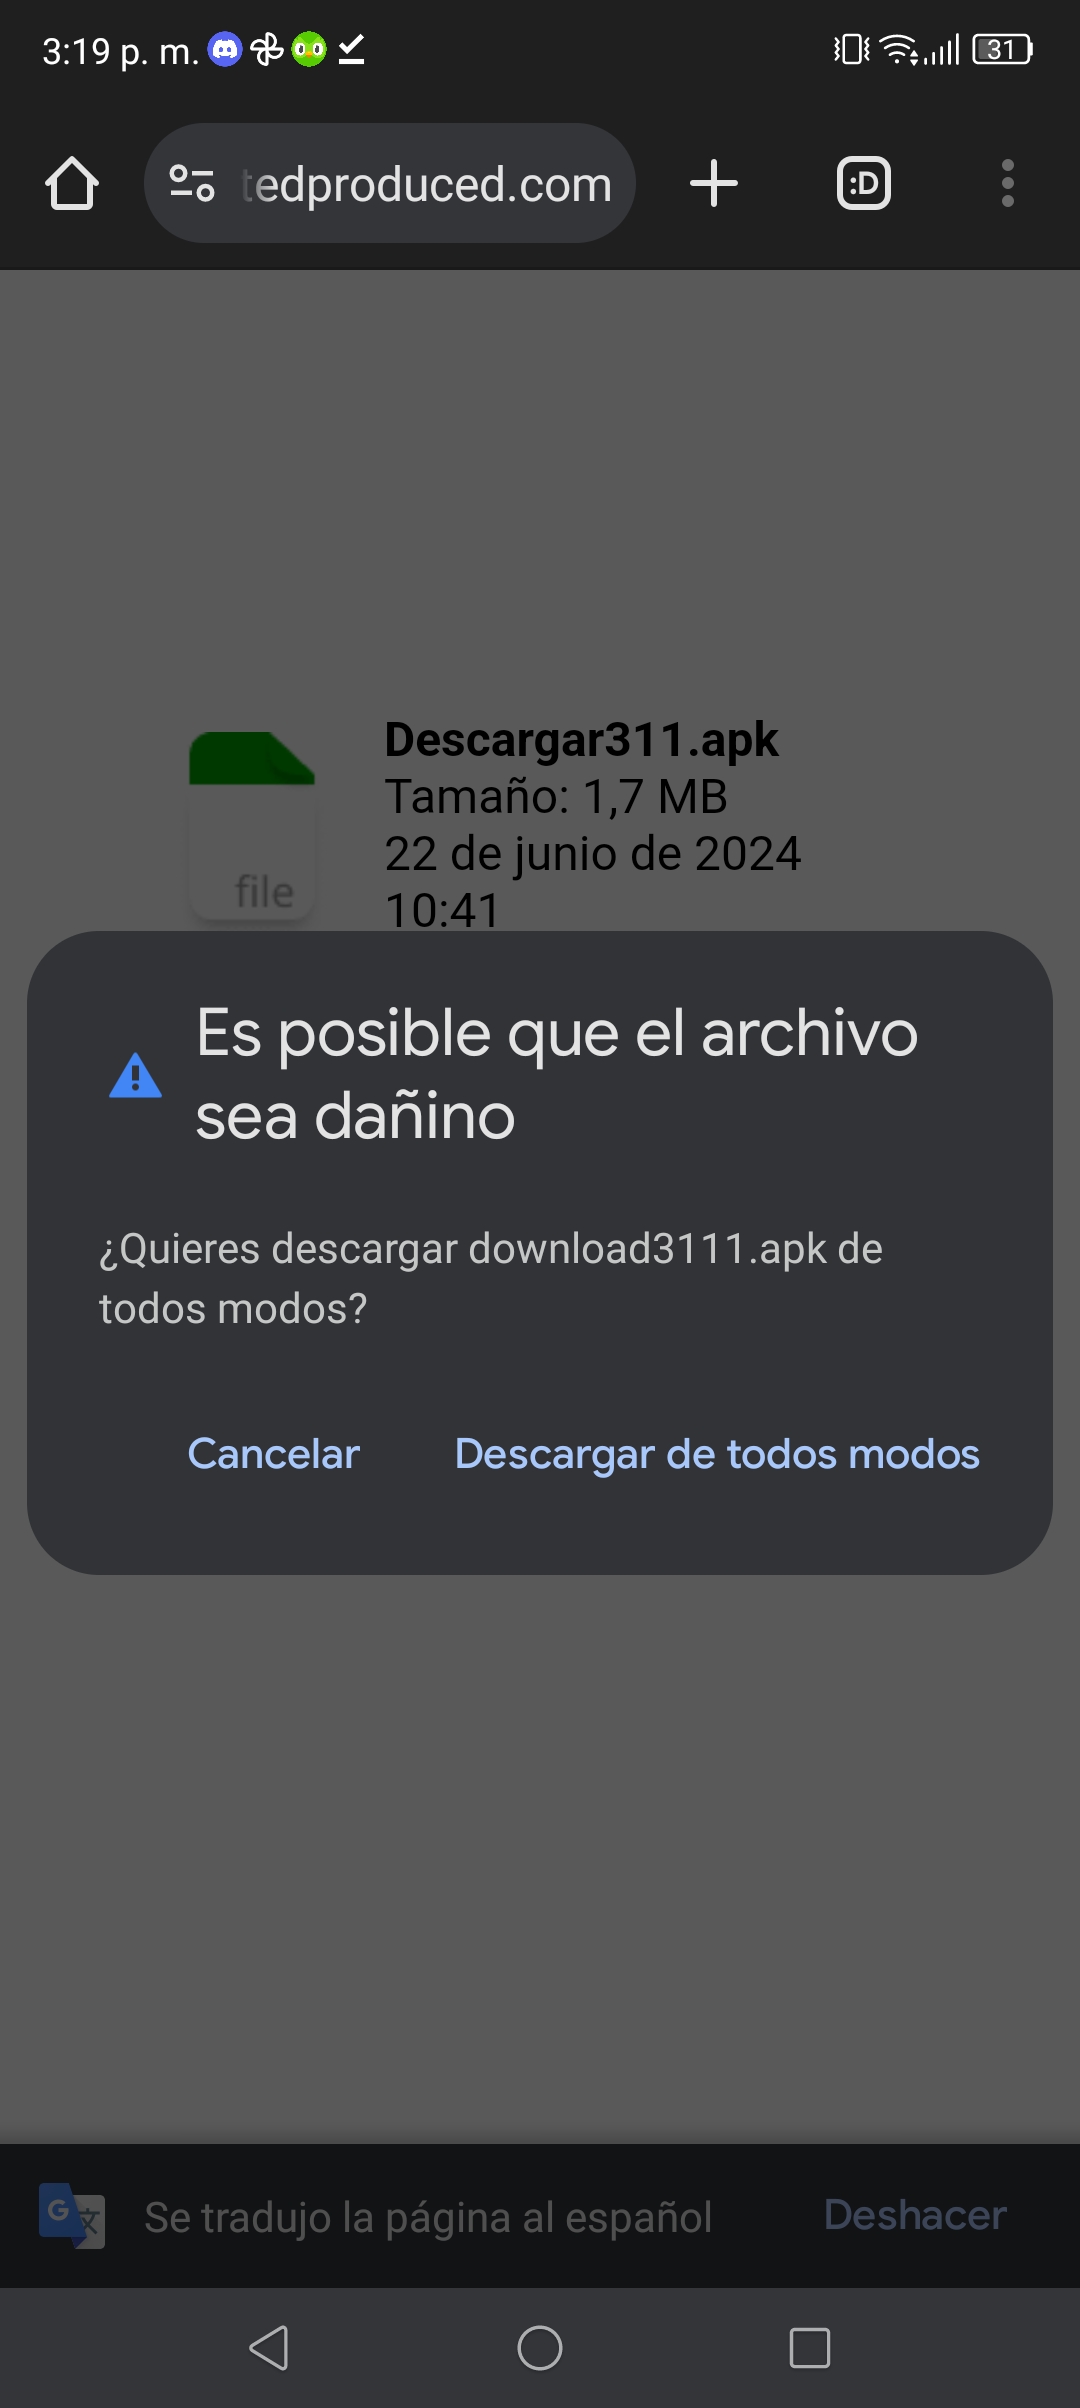 3:19 p. m.
31
tedproduced.com
:D
Descargar311.apk
Tamaño: 1,7 MB
22 de junio de 2024
10:41
file
Es posible que el archivo
sea dañino
¿Quieres descargar download3111.apk de
todos modos?
Cancelar
Descargar de todos modos
G 文
Se tradujo la página al español
Deshacer